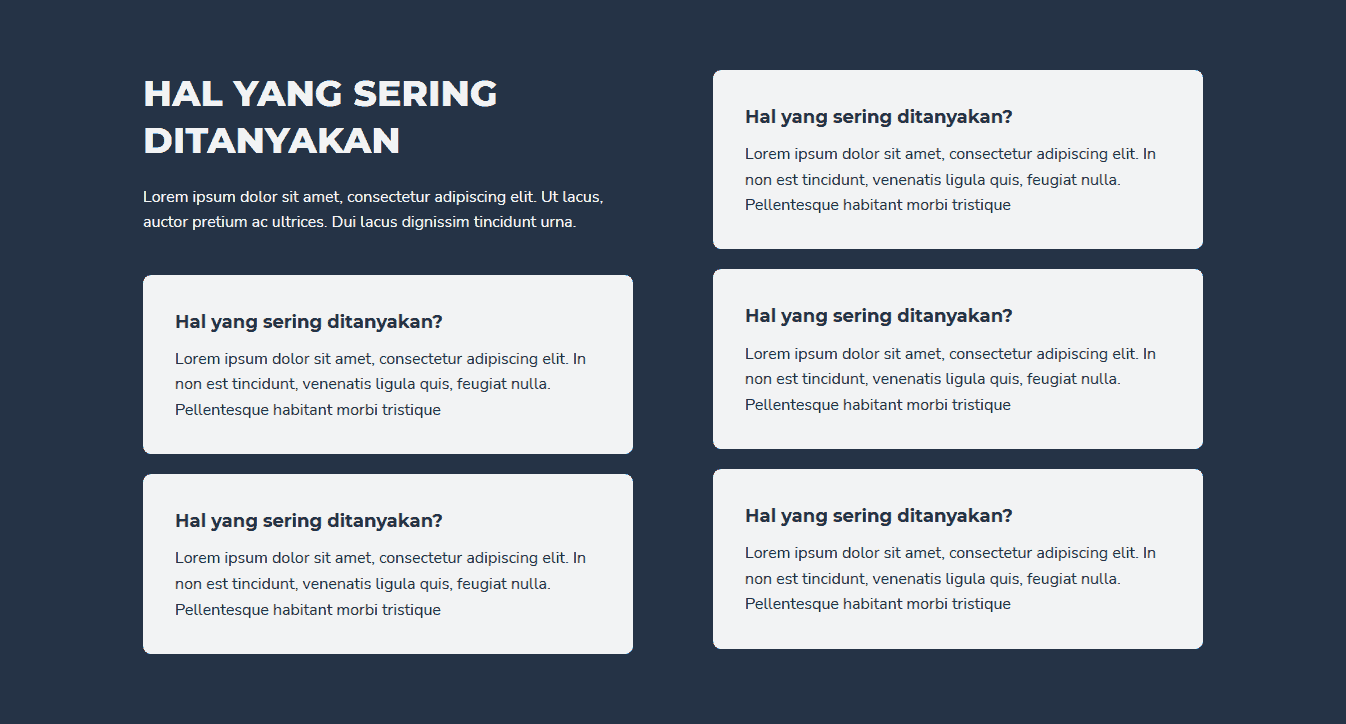 HAL YANG SERING
DITANYAKAN
Lorem ipsum dolor sit amet, consectetur adipiscing elit. Ut lacus,
auctor pretium ac ultrices. Dui lacus dignissim tincidunt urna.
Hal yang sering ditanyakan?
Lorem ipsum dolor sit amet, consectetur adipiscing elit. In
non est tincidunt, venenatis ligula quis, feugiat nulla.
Pellentesque habitant morbi tristique
Hal yang sering ditanyakan?
Lorem ipsum dolor sit amet, consectetur adipiscing elit. In
non est tincidunt, venenatis ligula quis, feugiat nulla.
Pellentesque habitant morbi tristique
Hal yang sering ditanyakan?
Lorem ipsum dolor sit amet, consectetur adipiscing elit. In
non est tincidunt, venenatis ligula quis, feugiat nulla.
Pellentesque habitant morbi tristique
Hal yang sering ditanyakan?
Lorem ipsum dolor sit amet, consectetur adipiscing elit. In
non est tincidunt, venenatis ligula quis, feugiat nulla.
Pellentesque habitant morbi tristique
Hal yang sering ditanyakan?
Lorem ipsum dolor sit amet, consectetur adipiscing elit. In
non est tincidunt, venenatis ligula quis, feugiat nulla.
Pellentesque habitant morbi tristique